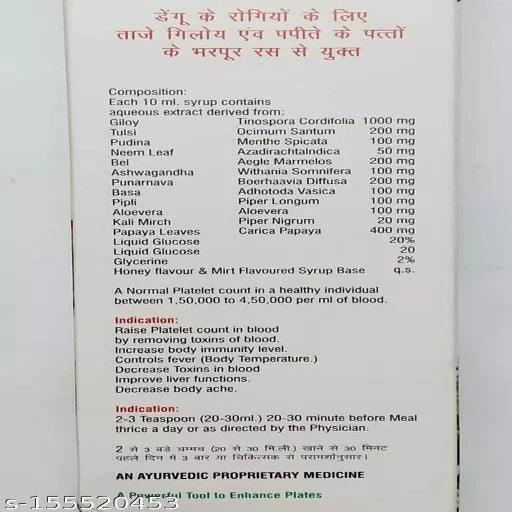 डेंगू के रोगियों के लिए
ताजे गिलोय एंव पपीते के पत्तों
के भरपूर रस से युक्त
Composition:
Each 10 ml. syrup contains
aqueous extract derived from:
Giloy Tinospora Cordifolia 1000 mg
Tulsi Ocimum Santum 200 mg
Pudina Menthe Spicata 100 mg
Neem Leaf Azadirachtalndica 50 mg
Bel Aegle Marmelos 200 mg
Ashwagandha Withania Somnifera 100 mg
Punarnava Boerhaavia Diffusa 200 mg
Basa Adhotoda Vasica 100 mg
Pipli Piper Longum 100 mg
Aloevera Aloevera 100 mg
Kali Mirch Piper Nigrum 20 mg
Papaya Leaves Carica Papaya 400 mg
Liquid Glucose 20%
Liquid Glucose 20
Glycerine 2%
Honey flavour & Mirt Flavoured Syrup Base q.s.
A Normal Platelet count in a healthy individual
between 1,50,000 to 4,50,000 per ml of blood.
Indication:
Raise Platelet count in blood
by removing toxins of blood.
Increase body immunity level.
Controls fever (Body Temperature.)
Decrease Toxins in blood
Improve liver functions.
Decrease body ache.
Indication:
2-3 Teaspoon (20-30ml.) 20-30 minute before Meal
thrice a day or as directed by the Physician.
2 से 3 बड़े चम्मच (20 से 30 मि.ली.) खाने से 30 मिनट
पहले दिन में 3 बार या चिकित्सक से परामर्शानुसार।
AN AYURVEDIC PROPRIETARY MEDICINE
A Powerful Tool to Enhance Plates
s-155520453